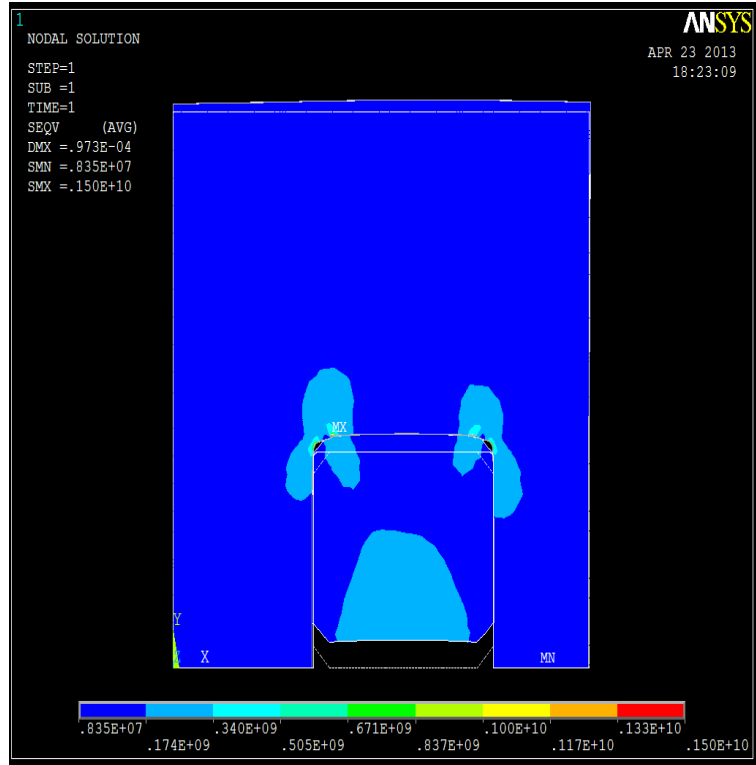 1
NODAL SOLUTION
ANSYS
APR 23 2013
18:23:09
STEP=1
SUB =1
TIME=1
SEQV (AVG)
DMX =.973E-04
SMN =.835E+07
SMX =.150E+10
MX
Y
X
MN
.835E+07 .340E+09 .671E+09 .100E+10 .133E+10
.174E+09 .505E+09 .837E+09 .117E+10 .150E+10